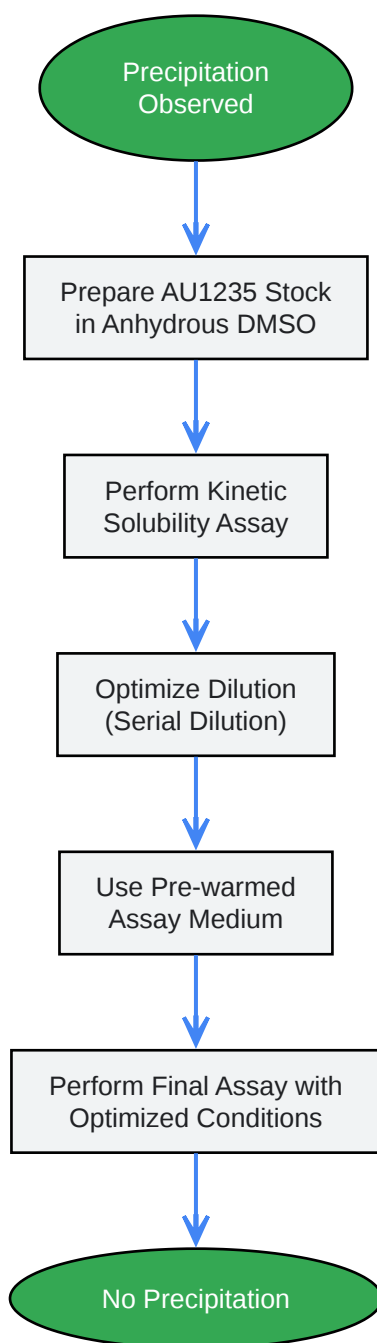 Precipitation
Observed
Prepare AU1235 Stock
in Anhydrous DMSO
Perform Kinetic
Solubility Assay
Optimize Dilution
(Serial Dilution)
Use Pre-warmed
Assay Medium
Perform Final Assay with
Optimized Conditions
No Precipitation